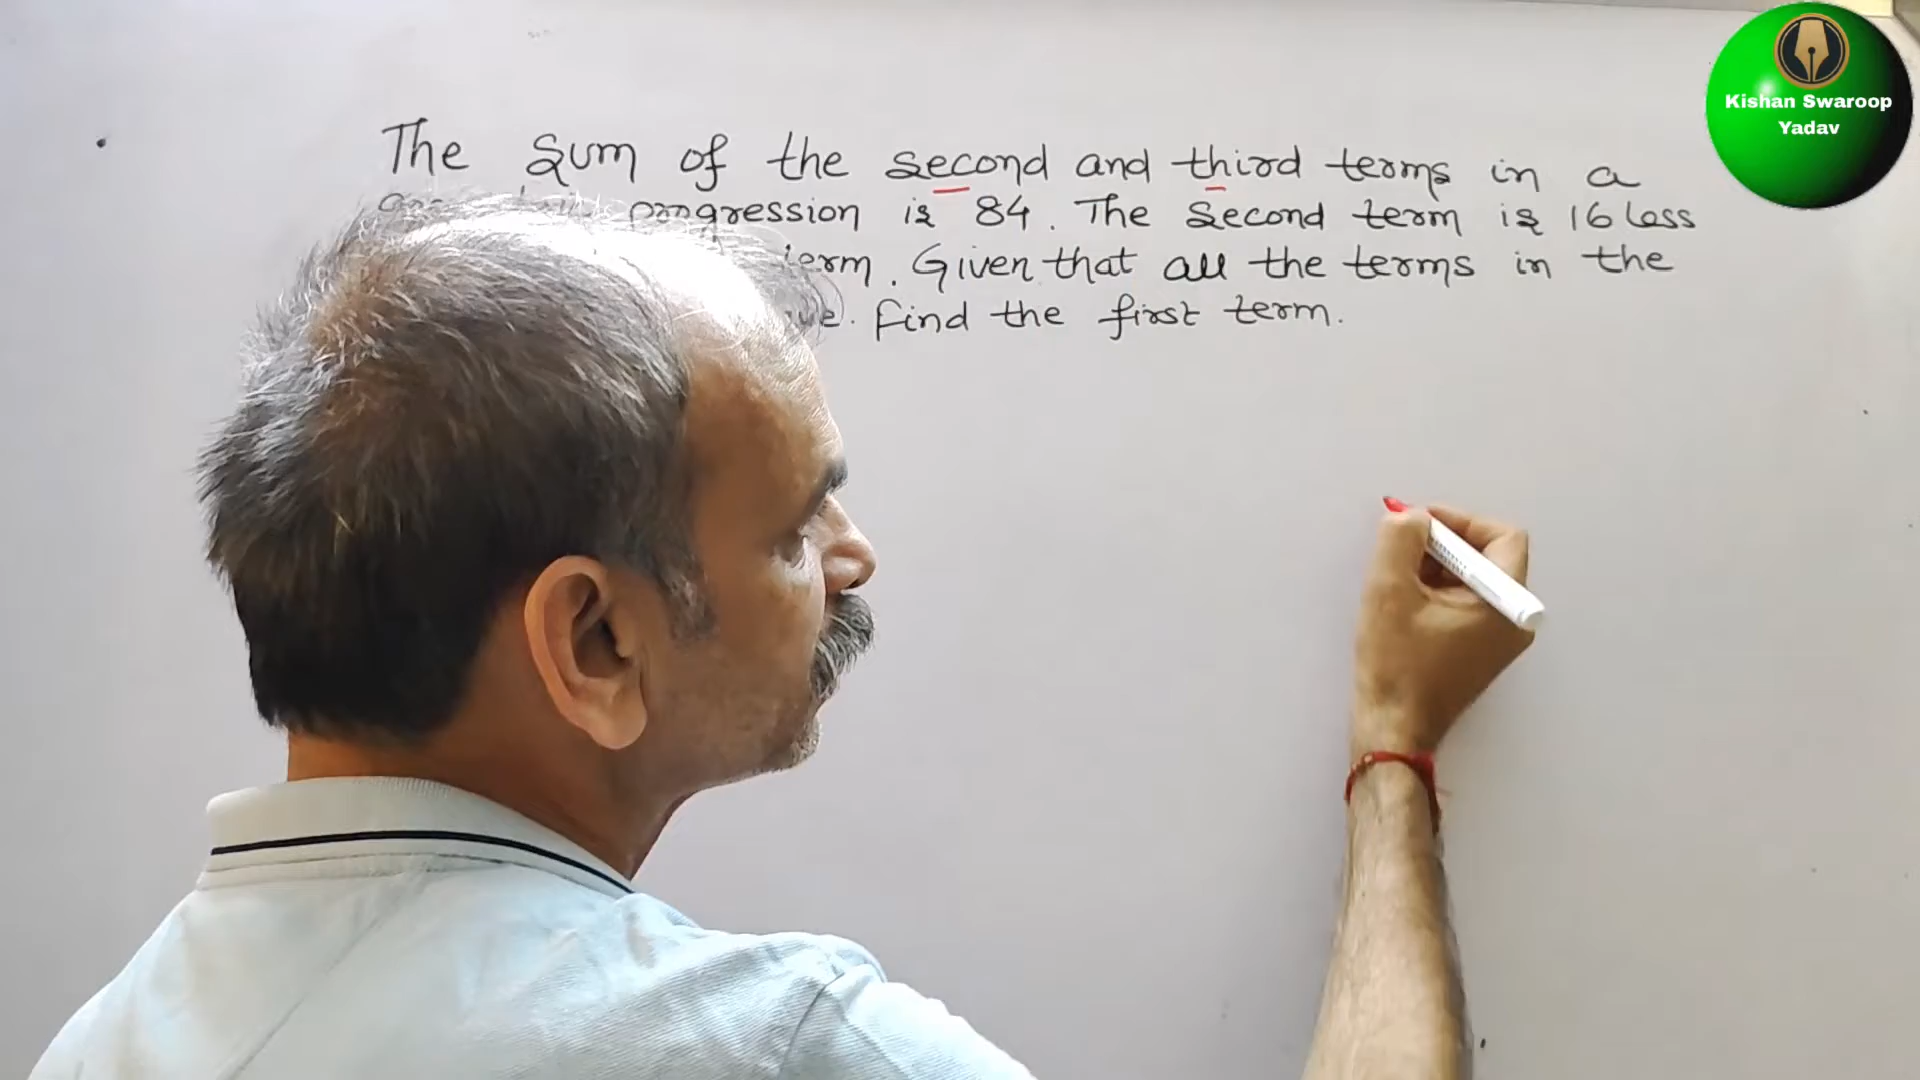 The sum of the second and third terms in a
progression is 84. The second term is 16 less
term. Given that all the terms in the
find the first term.
Kishan Swaroop
Yadav